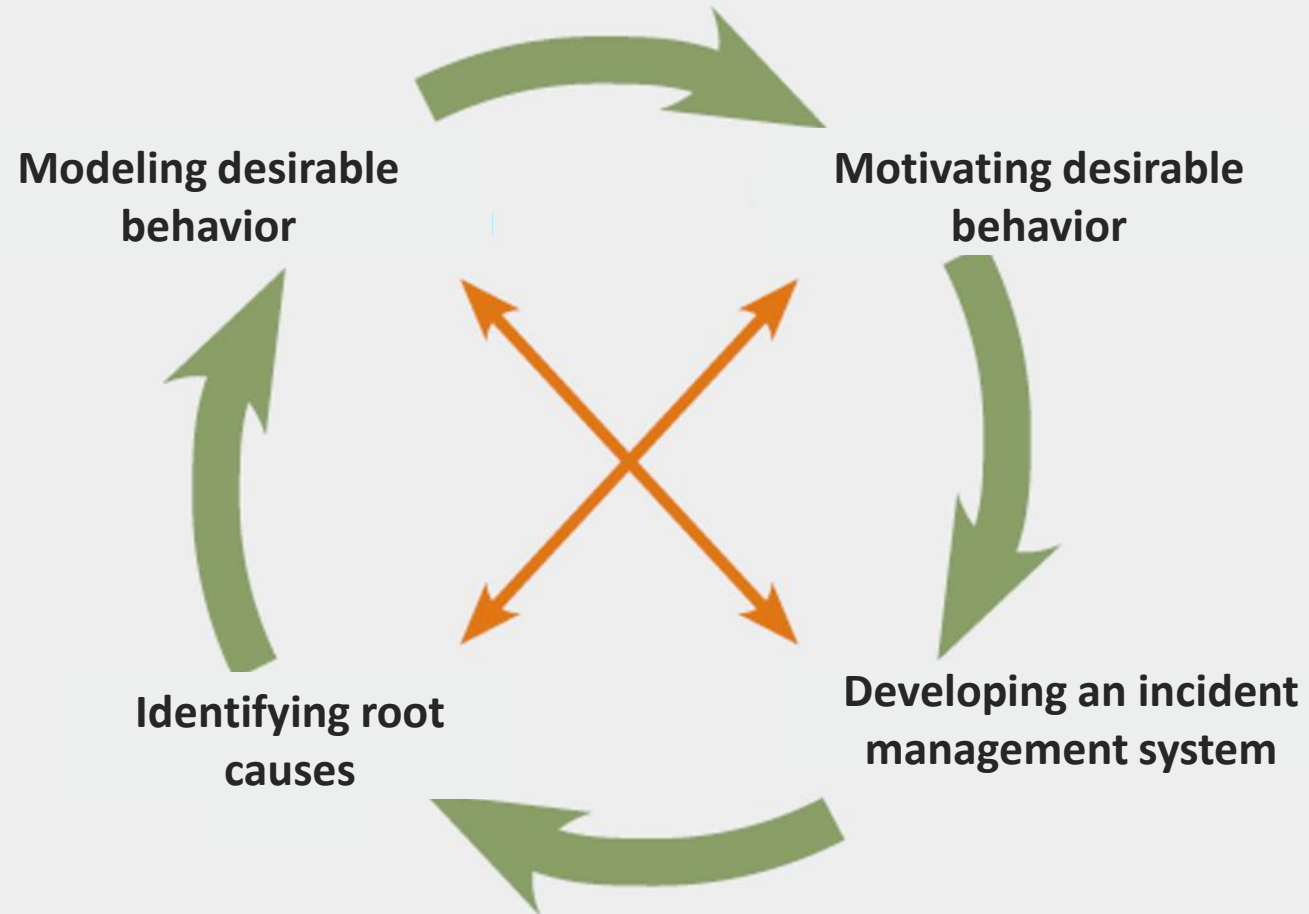 Modeling desirable
behavior
Motivating desirable
behavior
Identifying root
causes
Developing an incident
management system